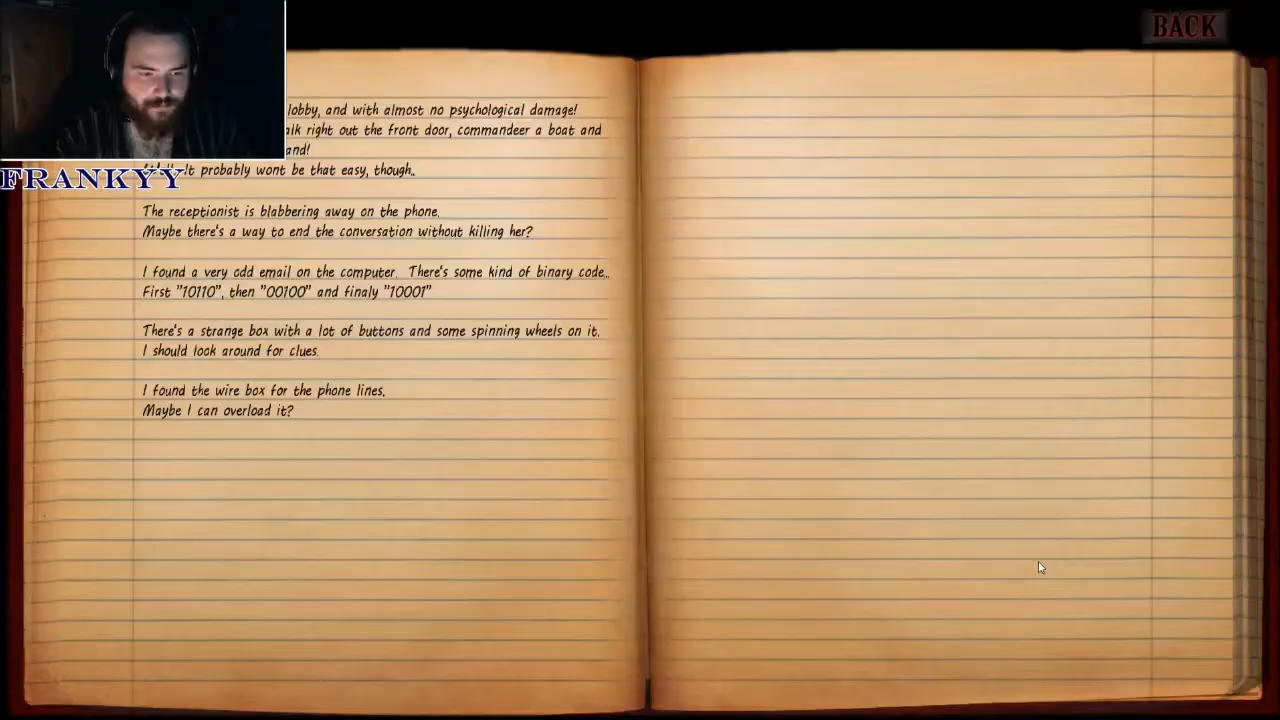 BACK
lobby, and with almost no psychological damage!
alk right out the front door, commandeer a boat and
and!
It probably wont be that easy, though..
FRANKYY
The receptionist is blabbering away on the phone.
Maybe there's a way to end the conversation without killing her?
I found a very odd email on the computer. There's some kind of binary code..
First "10110", then "00100" and finaly "10001"
There's a strange box with a lot of buttons and some spinning wheels on it.
I should look around for clues.
I found the wire box for the phone lines.
Maybe I can overload it?